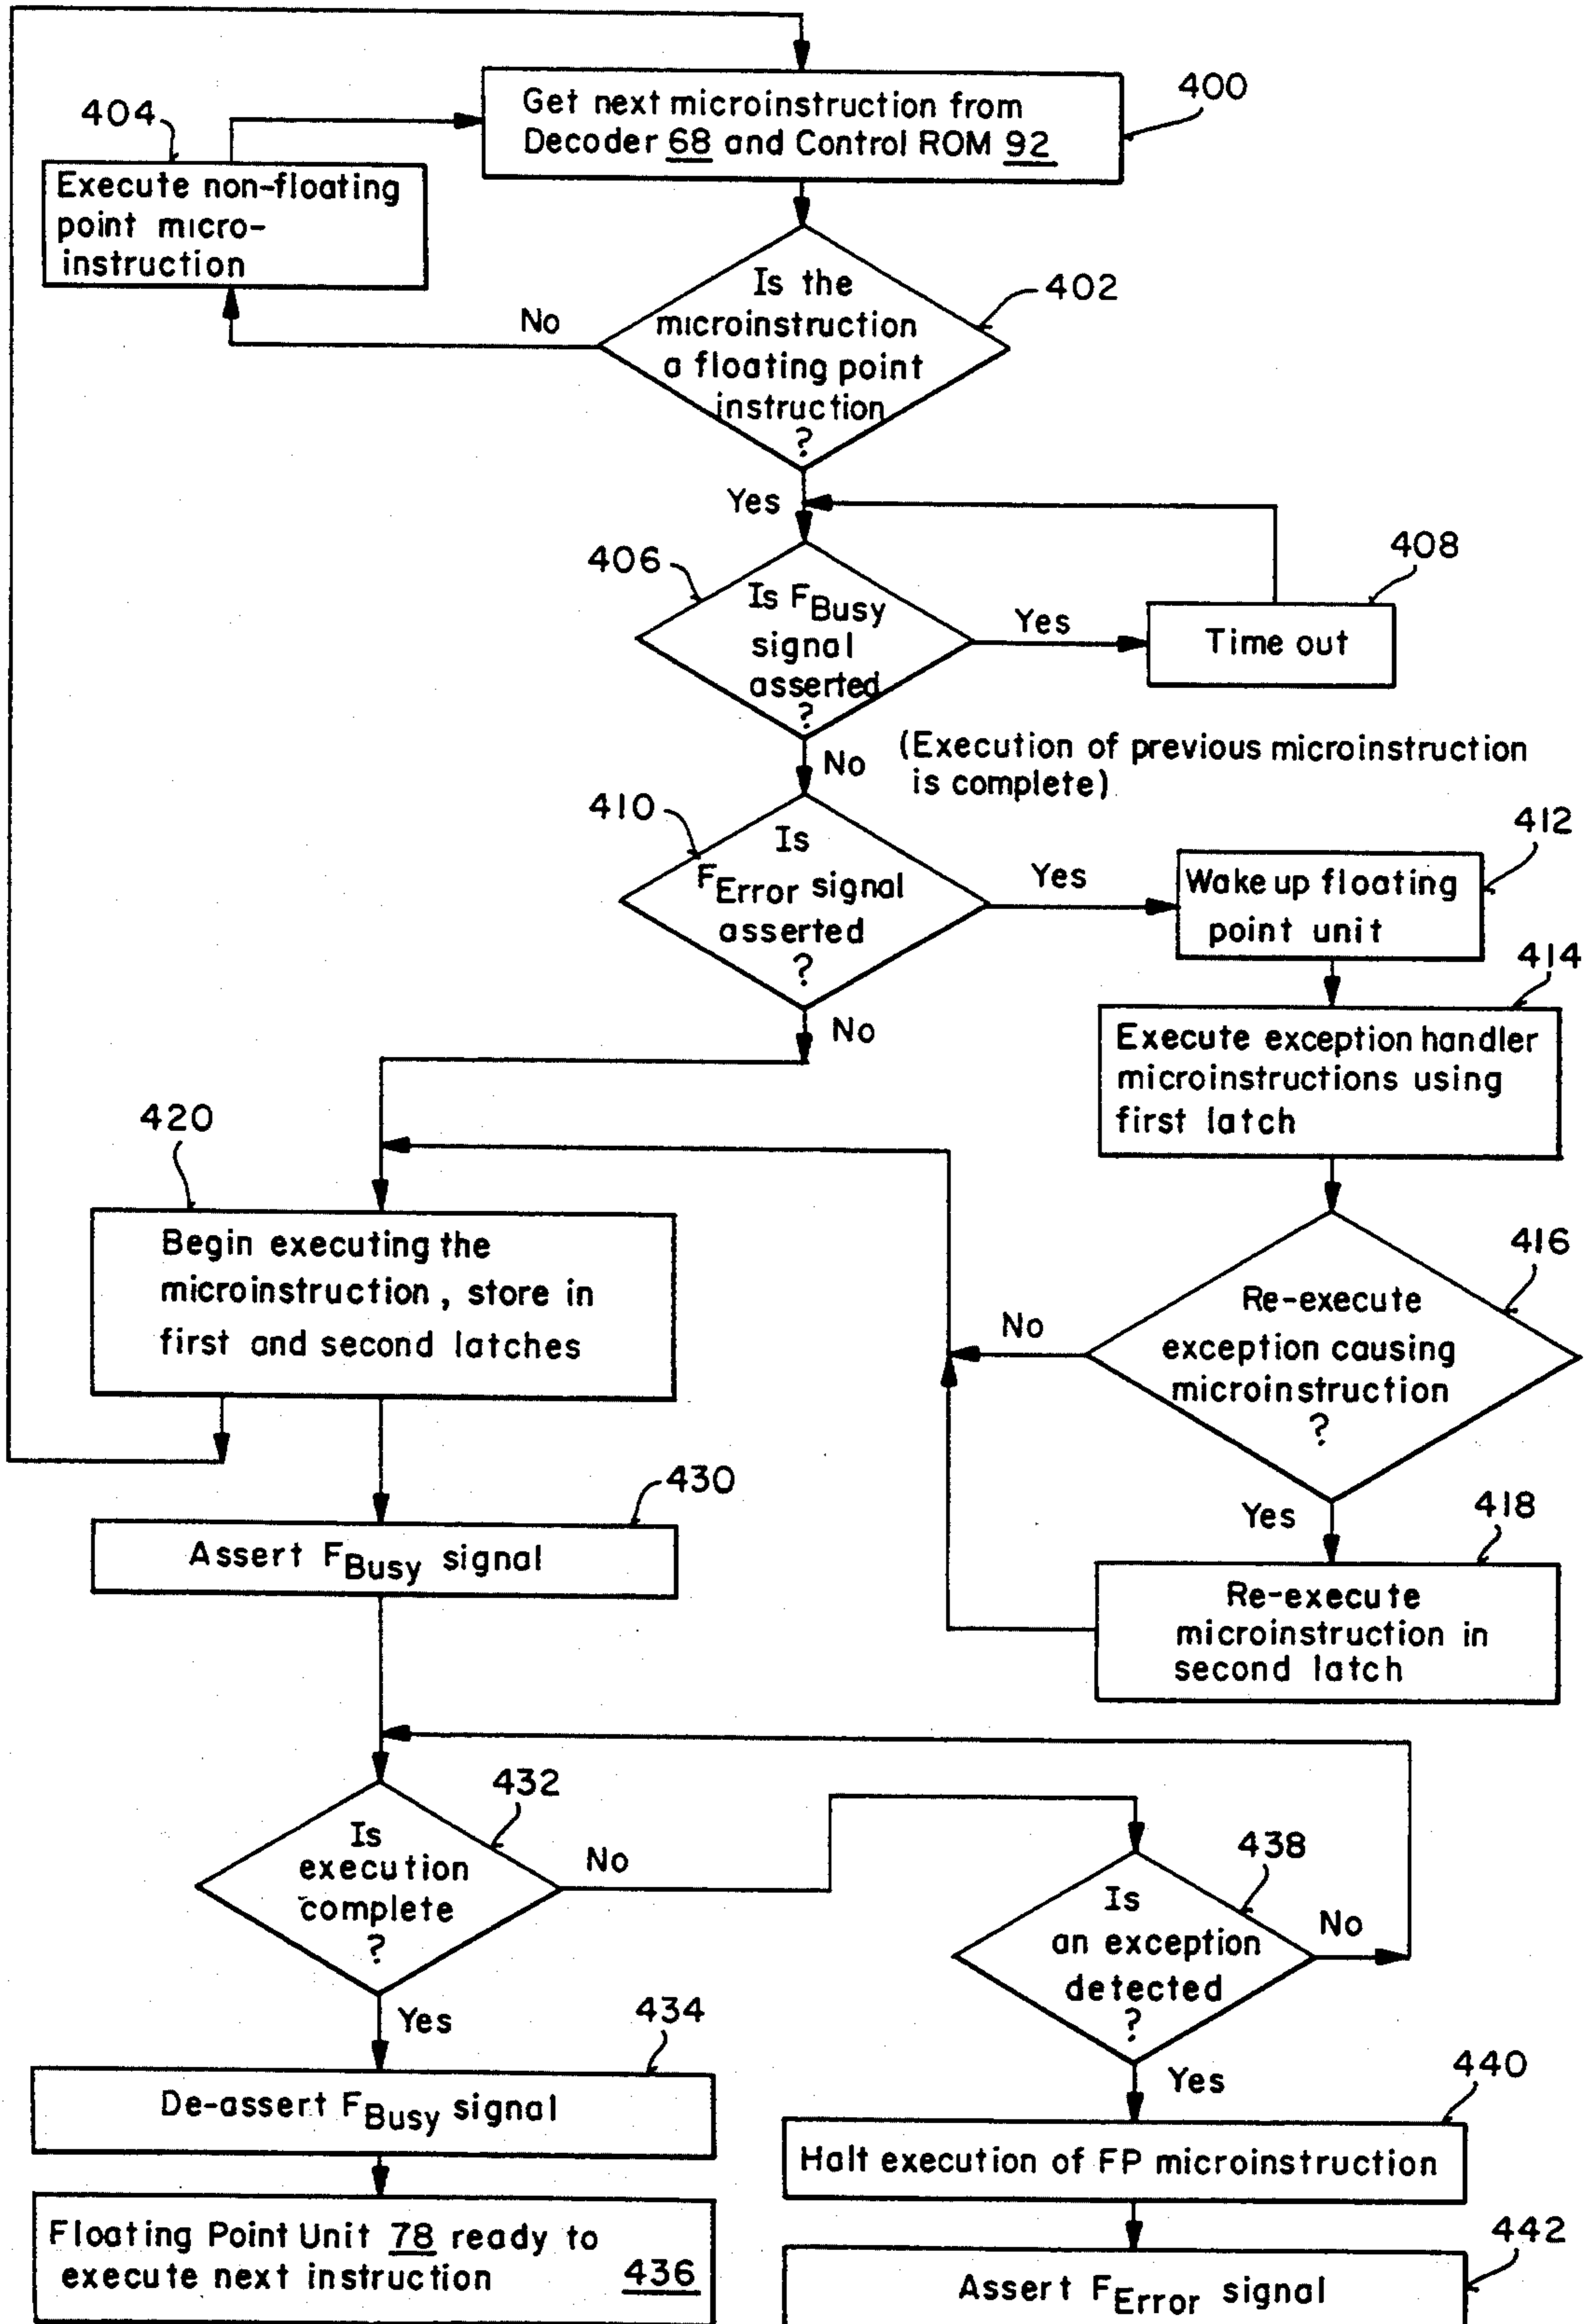 400
Get next microinstruction from
Decoder 68 and Control ROM 92
404
Execute non-floating
point micro-
instruction
402
Is the
microinstruction
a floating point
instruction
?
No
Yes
406
Is FBusy
signal
asserted
?
Yes
408
Time out
No
(Execution of previous microinstruction
is complete)
410
Is
FError signal
asserted
?
Yes
412
Wake up floating
point unit
No
414
Execute exception handler
microinstructions using
first latch
420
Begin executing the
microinstruction, store in
first and second latches
416
Re-execute
exception causing
microinstruction
?
No
Yes
418
Re-execute
microinstruction in
second latch
430
Assert FBusy signal
432
Is
execution
complete
?
No
438
Is
an exception
detected
?
No
Yes
434
De-assert FBusy signal
Yes
440
Halt execution of FP microinstruction
Floating Point Unit 78 ready to
execute next instruction 436
442
Assert FError signal